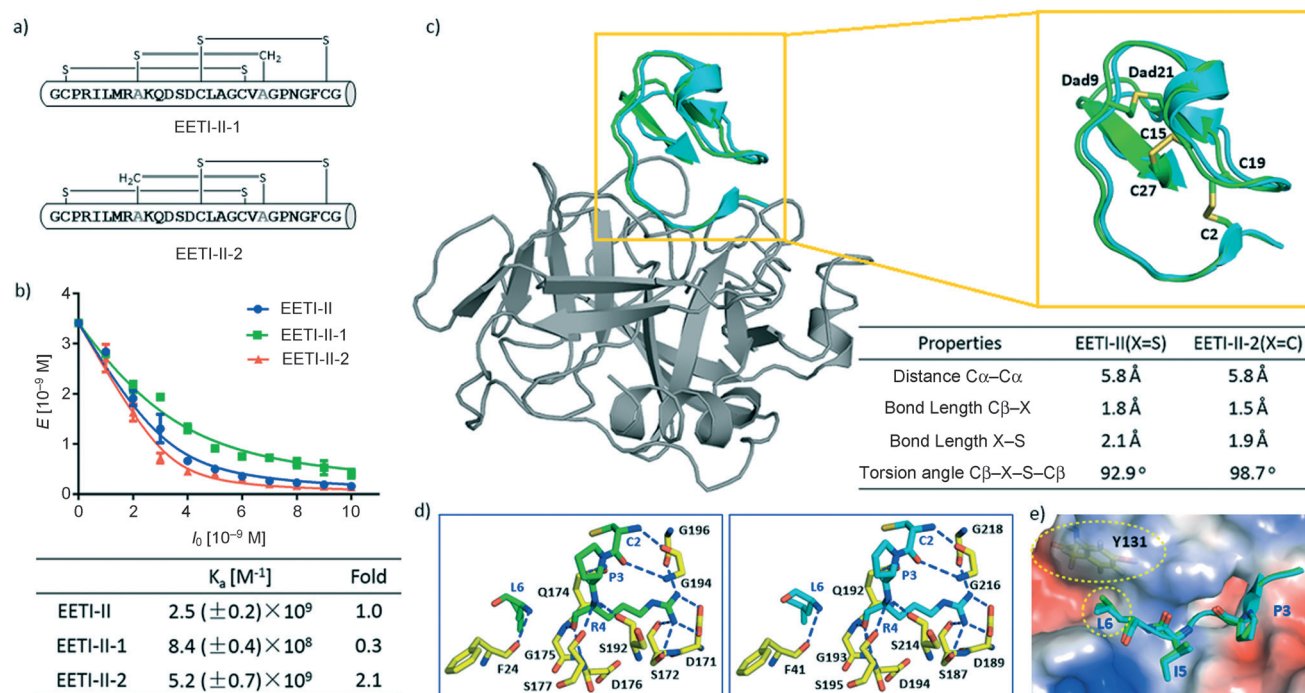 a)
S S
S CH2
S S
GCPRILMRAKQDSDCLAGCVAGPNGFCG
EETI-II-1
S S
H2C S
S S
GCPRILMRAKQDSDCLAGCVAGPNGFCG
EETI-II-2
b)
4
3
2
1
0
E [10⁻⁹ M]
EETI-II
EETI-II-1
EETI-II-2
0 2 4 6 8 10
I0 [10⁻⁹ M]
Ka [M⁻¹] Fold
EETI-II 2.5 (±0.2)×10⁹ 1.0
EETI-II-1 8.4 (±0.4)×10⁸ 0.3
EETI-II-2 5.2 (±0.7)×10⁹ 2.1
c)
Dad9
Dad21
C15
C19
C27
C2
Properties EETI-II(X=S) EETI-II-2(X=C)
Distance Cα–Cα 5.8 Å 5.8 Å
Bond Length Cβ–X 1.8 Å 1.5 Å
Bond Length X–S 2.1 Å 1.9 Å
Torsion angle Cβ–X–S–Cβ 92.9° 98.7°
d)
G196
C2
P3
G194
Q174
L6
R4
F24
G175
S192
D171
S177
D176
S172
G218
C2
P3
G216
Q192
L6
R4
F41
G193
S214
D189
S195
D194
S187
e)
Y131
L6
P3
I5